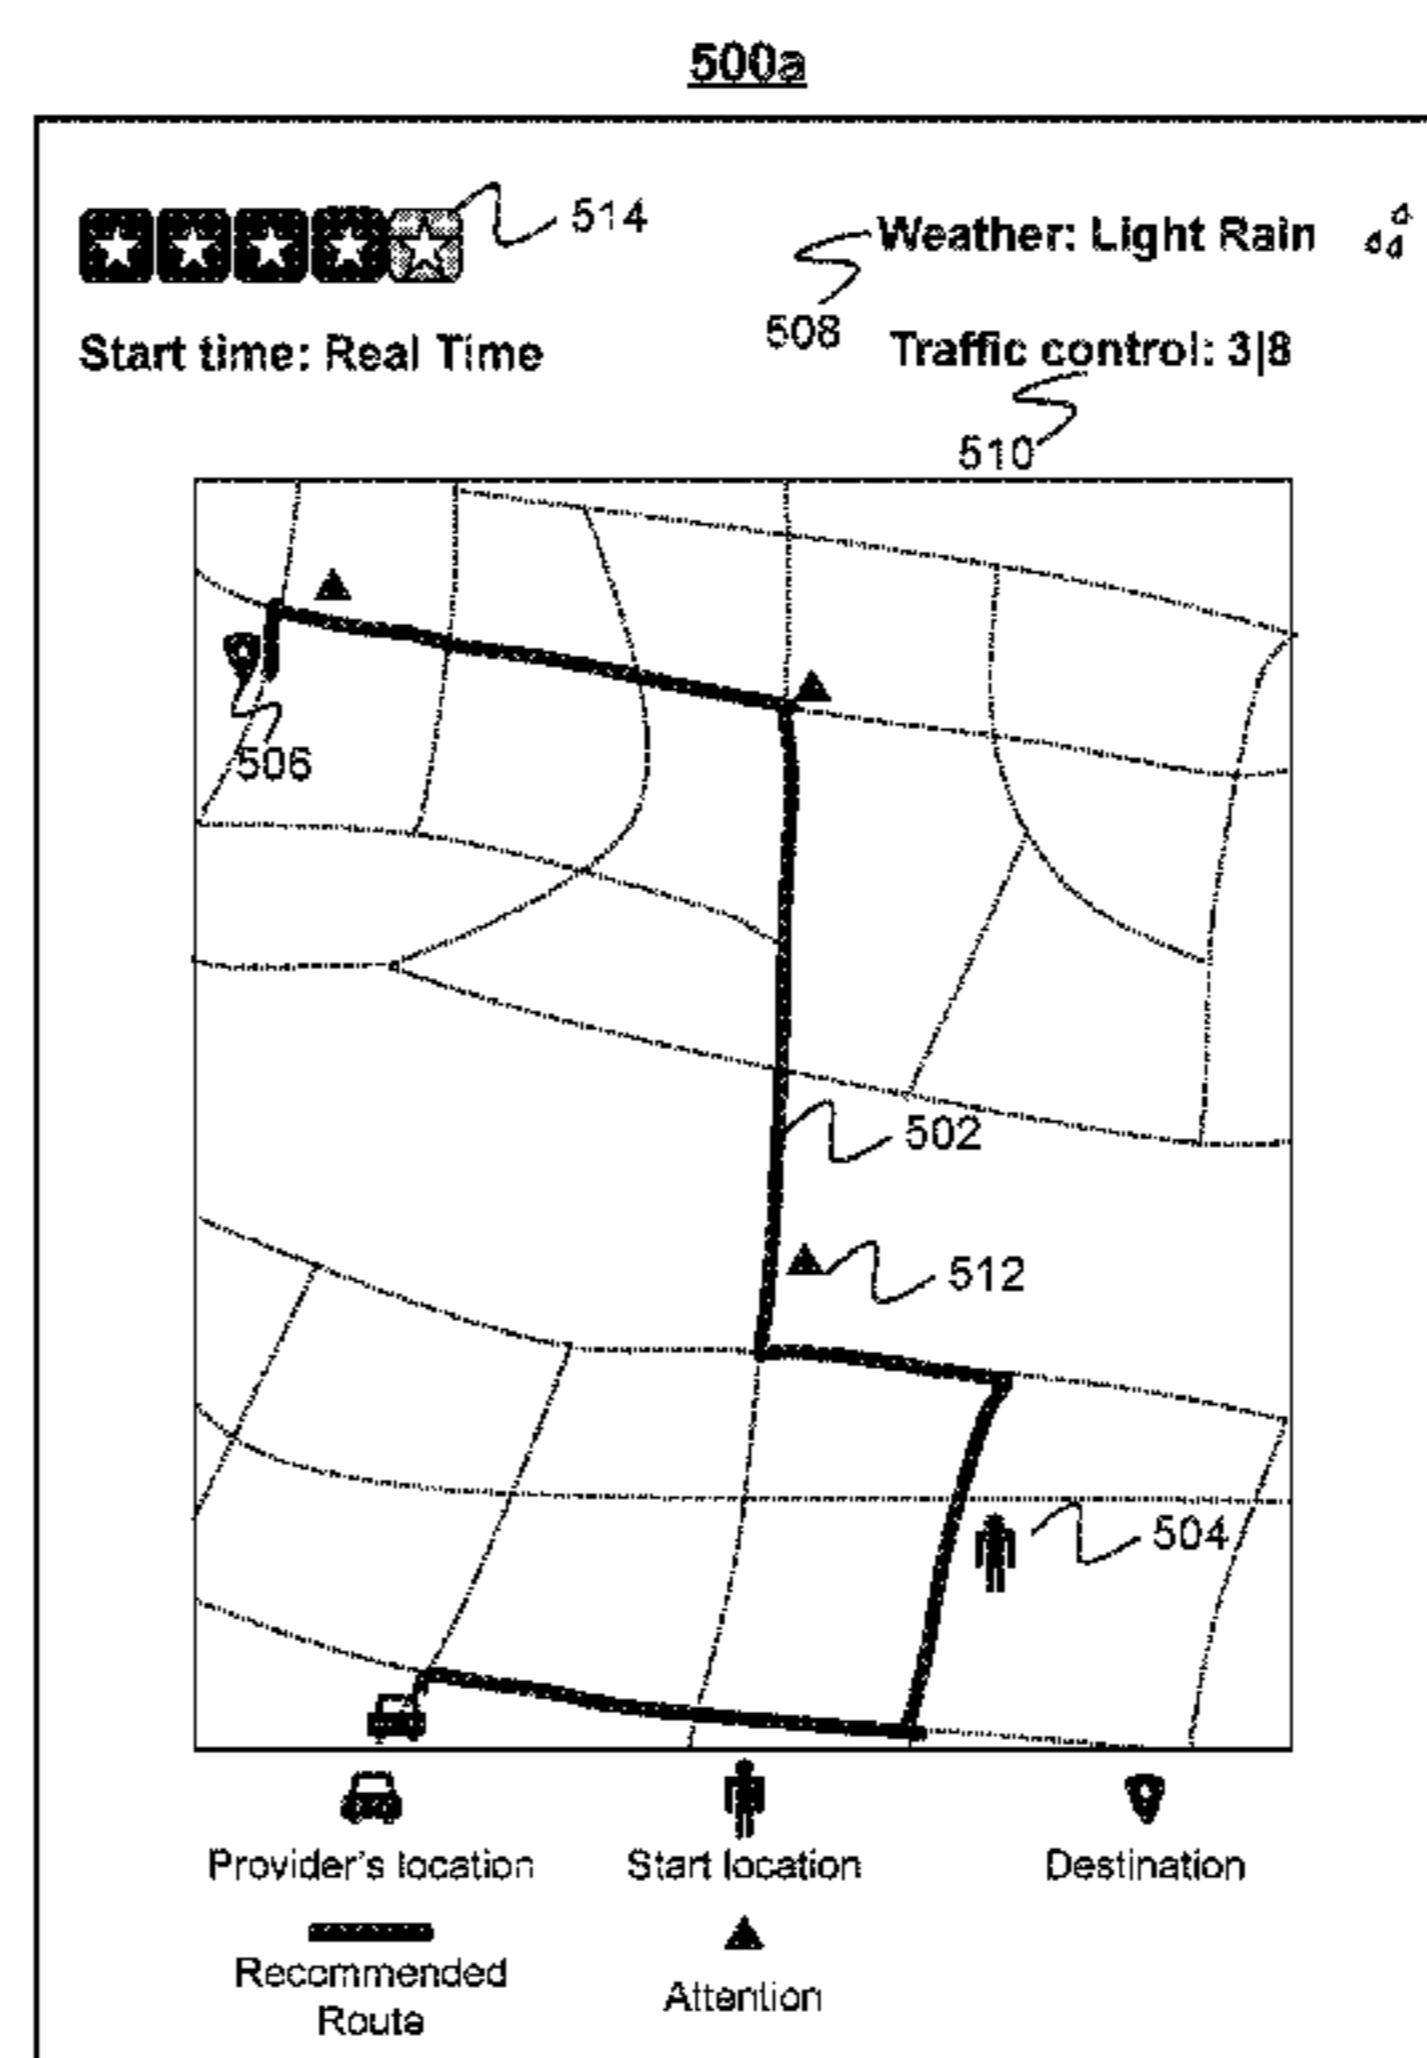 500a
514
Weather: Light Rain
508
Start time: Real Time
Traffic control: 3|8
510
506
502
512
504
Provider's location
Start location
Destination
Recommended
Route
Attention